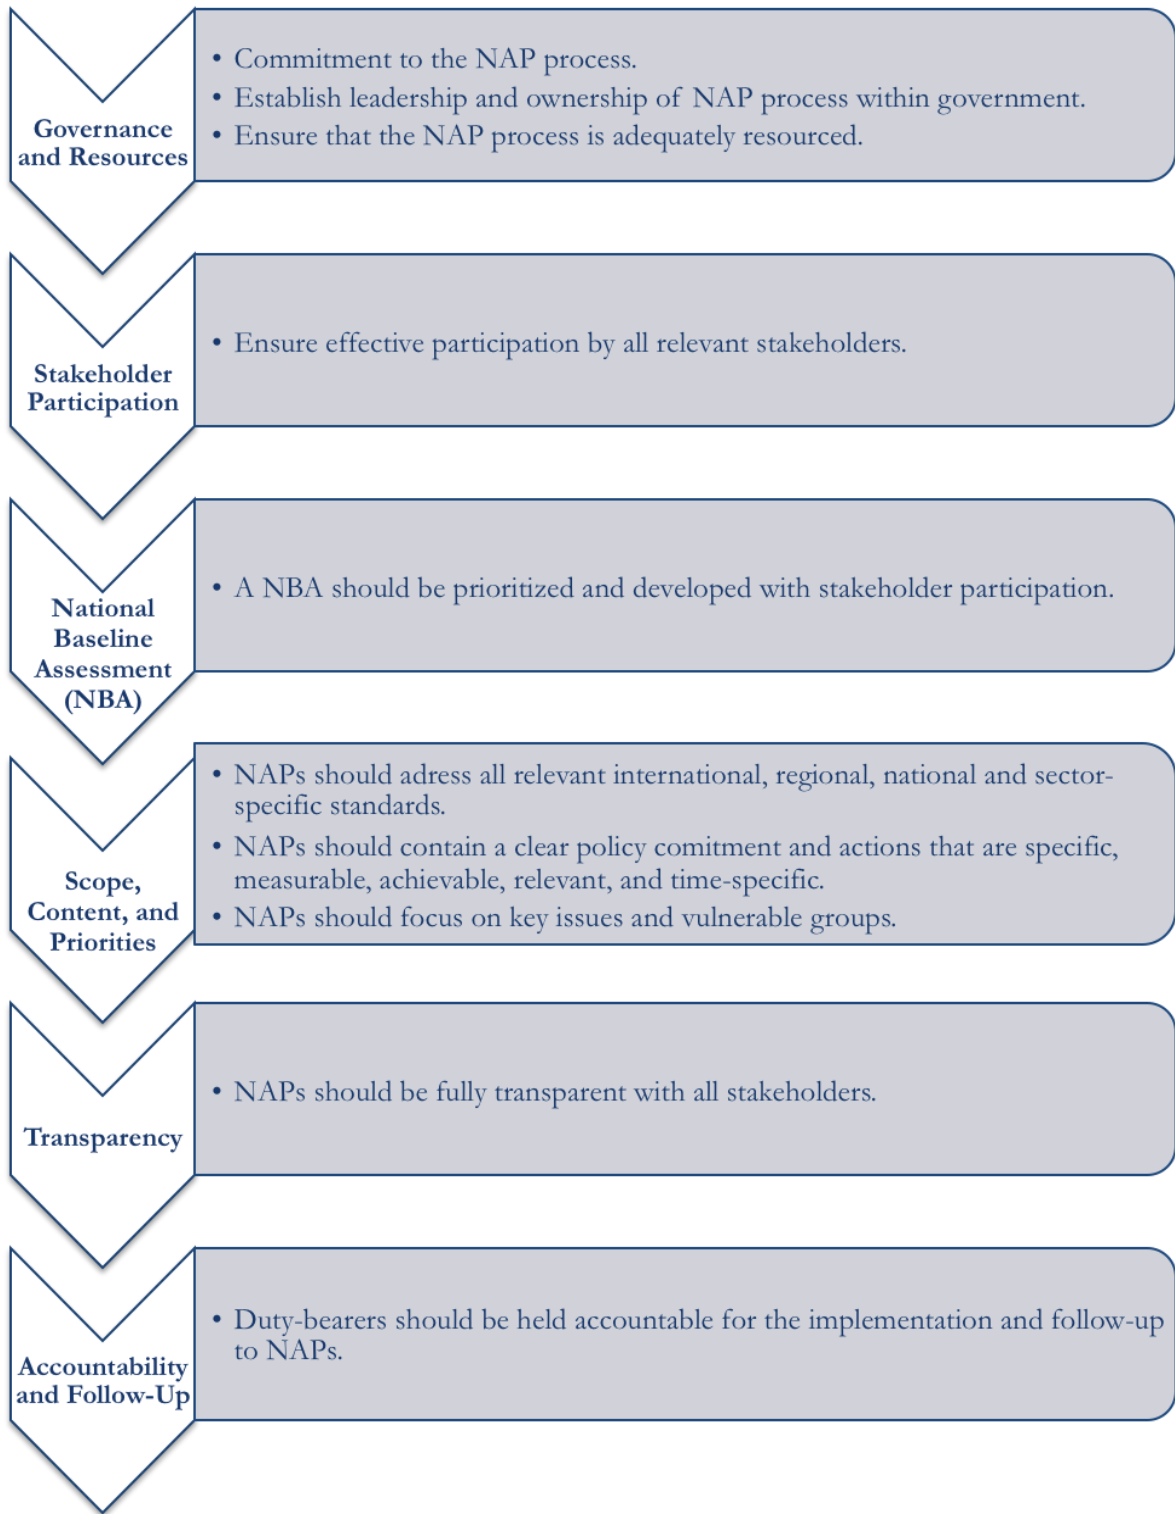 Governance
and Resources
• Commitment to the NAP process.
• Establish leadership and ownership of NAP process within government.
• Ensure that the NAP process is adequately resourced.
Stakeholder
Participation
• Ensure effective participation by all relevant stakeholders.
National
Baseline
Assessment
(NBA)
• A NBA should be prioritized and developed with stakeholder participation.
Scope,
Content, and
Priorities
• NAPs should adress all relevant international, regional, national and sector-
specific standards.
• NAPs should contain a clear policy comitment and actions that are specific,
measurable, achievable, relevant, and time-specific.
• NAPs should focus on key issues and vulnerable groups.
Transparency
• NAPs should be fully transparent with all stakeholders.
Accountability
and Follow-Up
• Duty-bearers should be held accountable for the implementation and follow-up
to NAPs.